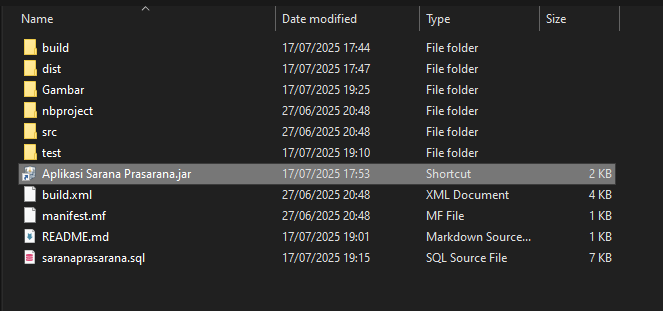 Name Date modified Type Size
build 17/07/2025 17:44 File folder
dist 17/07/2025 17:47 File folder
Gambar 17/07/2025 19:25 File folder
nbproject 27/06/2025 20:48 File folder
src 27/06/2025 20:48 File folder
test 17/07/2025 19:10 File folder
Aplikasi Sarana Prasarana.jar 17/07/2025 17:53 Shortcut 2 KB
build.xml 27/06/2025 20:48 XML Document 4 KB
manifest.mf 27/06/2025 20:48 MF File 1 KB
README.md 17/07/2025 19:01 Markdown Source... 1 KB
saranaprasarana.sql 17/07/2025 19:15 SQL Source File 7 KB